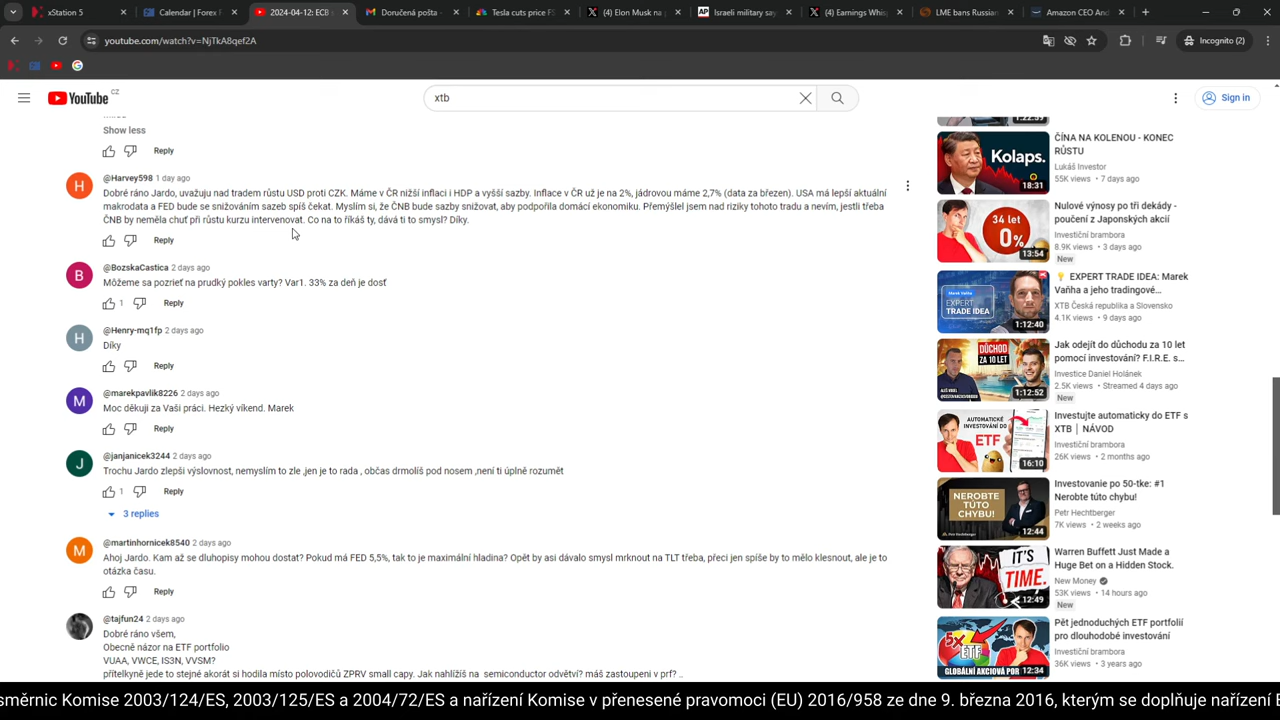 xStation 5
Calendar | Forex F
2024-04-12: ECB s
Doručená pošta -
Tesla cuts price FS
(4) Elon Musk na
Israeli military say
(4) Earnings Whis
LME bans Russian
Amazon CEO And
youtube.com/watch?v=NjTkA8qef2A
Incognito (2)
YouTube CZ
xtb
Sign in
Show less
Reply
@Harvey598 1 day ago
Dobré ráno Jardo, uvažuju nad tradem růstu USD proti CZK. Máme nižší inflaci i HDP a vyšší sazby. Inflace v ČR už je na 2%, jádrovou máme 2,7% (data za březen). USA má lepší aktuální
makrodata a FED bude se snižováním sazeb spíš čekat. Myslím si, že ČNB bude sazby snižovat, aby podpořila domácí ekonomiku. Přemýšlel jsem nad riziky tohoto tradu a nevím, jestli třeba
ČNB by neměla chuť při růstu kurzu intervenovat. Co na to říkáš ty, dává ti to smysl? Díky.
Reply
@BozskaCastica 2 days ago
Môžeme sa pozrieť na prudký pokles varty? Var1. 33% za deň je dosť
1 Reply
@Henry-mq1fp 2 days ago
Díky
Reply
@marekpavlik8226 2 days ago
Moc děkuji za Vaši práci. Hezký víkend. Marek
Reply
@janjanicek3244 2 days ago
Trochu Jardo zlepši výslovnost, nemyslím to zle ,jen je to rada , občas drmolíš pod nosem ,není ti úplně rozumět
1 Reply
3 replies
@martinhornicek8540 2 days ago
Ahoj Jardo. Kam až se dluhopisy mohou dostat? Pokud má FED 5,5%, tak to je maximální hladina? Opět by asi dávalo smysl mrknout na TLT třeba, přeci jen spíše by to mělo klesnout, ale je to
otázka času.
Reply
@tajfun24 2 days ago
Dobré ráno všem,
Obecně názor na ETF portfolio
VUAA, VWCE, IS3N, VVSM?
přítelkyně jede to stejné akorát si hodila místo polovodičů ZPRV small capy. Jak nahlížíš na semiconductor odvětví? máš zastoupení v prf?
1:22:59
Kolaps.
18:31
ČÍNA NA KOLENOU - KONEC
RŮSTU
Lukáš Investor
55K views • 7 days ago
34 let
0%
13:54
Nulové výnosy po tři dekády -
poučení z Japonských akcií
Investiční brambora
8.9K views • 3 days ago
New
Marek Vaňha
EXPERT
TRADE IDEA
1:12:40
EXPERT TRADE IDEA: Marek
Vaňha a jeho tradingové...
XTB Česká republika a Slovensko
4.1K views • 9 days ago
DŮCHOD
ZA 10 LET
1:12:52
Jak odejít do důchodu za 10 let
pomocí investování? F.I.R.E. s...
Investice Daniel Holánek
2.5K views • Streamed 4 days ago
New
AUTOMATICKÉ
INVESTOVÁNÍ DO
ETF
16:10
Investujte automaticky do ETF s
XTB │ NÁVOD
Investiční brambora
26K views • 2 months ago
NEROBTE
TÚTO
CHYBU!
12:44
Investovanie po 50-tke: #1
Nerobte túto chybu!
Petr Hechtberger
7K views • 2 weeks ago
IT'S
TIME.
12:49
Warren Buffett Just Made a
Huge Bet on a Hidden Stock.
New Money
53K views • 14 hours ago
New
5x ETF
GLOBÁLNÍ AKCIOVÁ POR
12:34
Pět jednoduchých ETF portfolií
pro dlouhodobé investování
Investiční brambora
36K views • 3 years ago
směrnic Komise 2003/124/ES, 2003/125/ES a 2004/72/ES a nařízení Komise v přenesené pravomoci (EU) 2016/958 ze dne 9. března 2016, kterým se doplňuje nařízení E